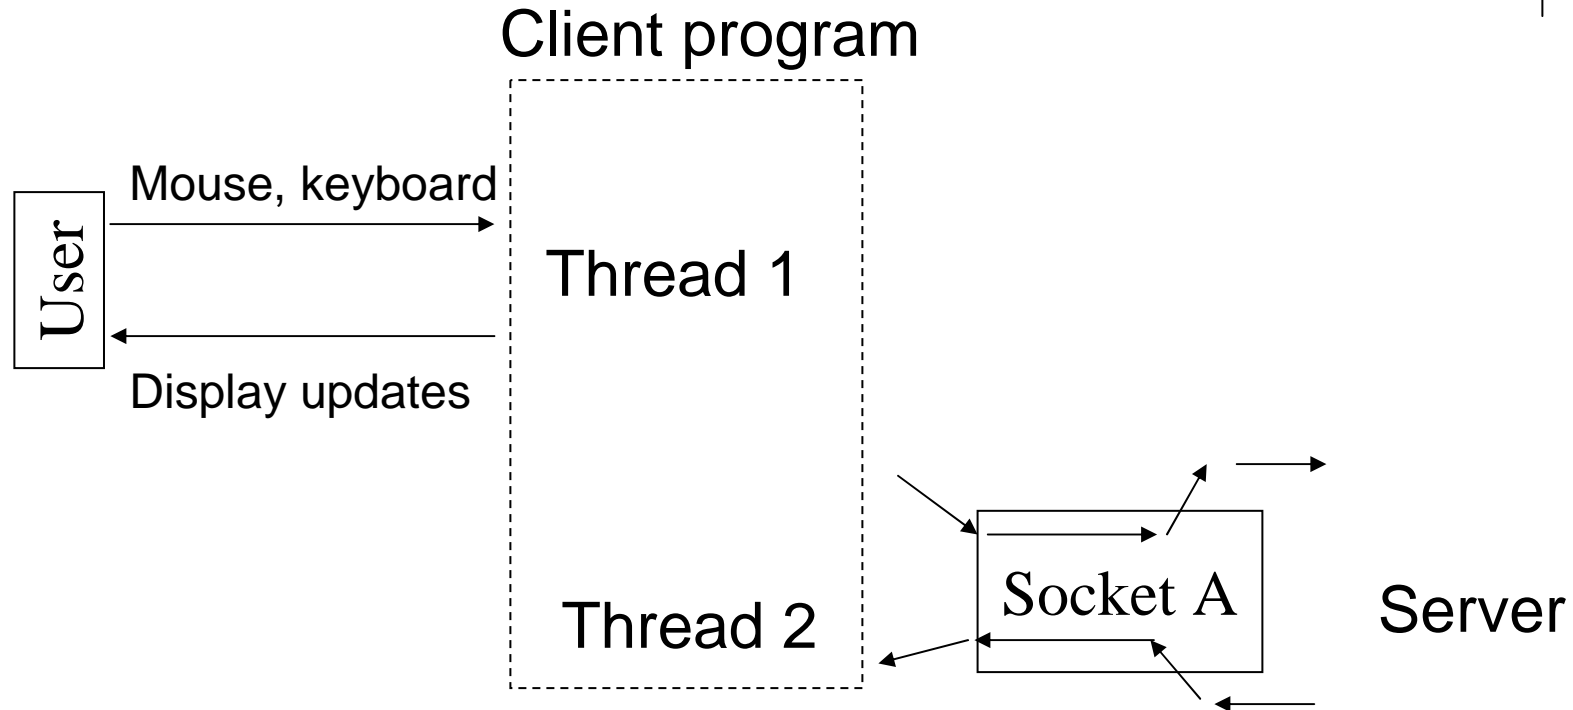 Client program
Mouse, keyboard
User
Thread 1
Display updates
Socket A
Server
Thread 2